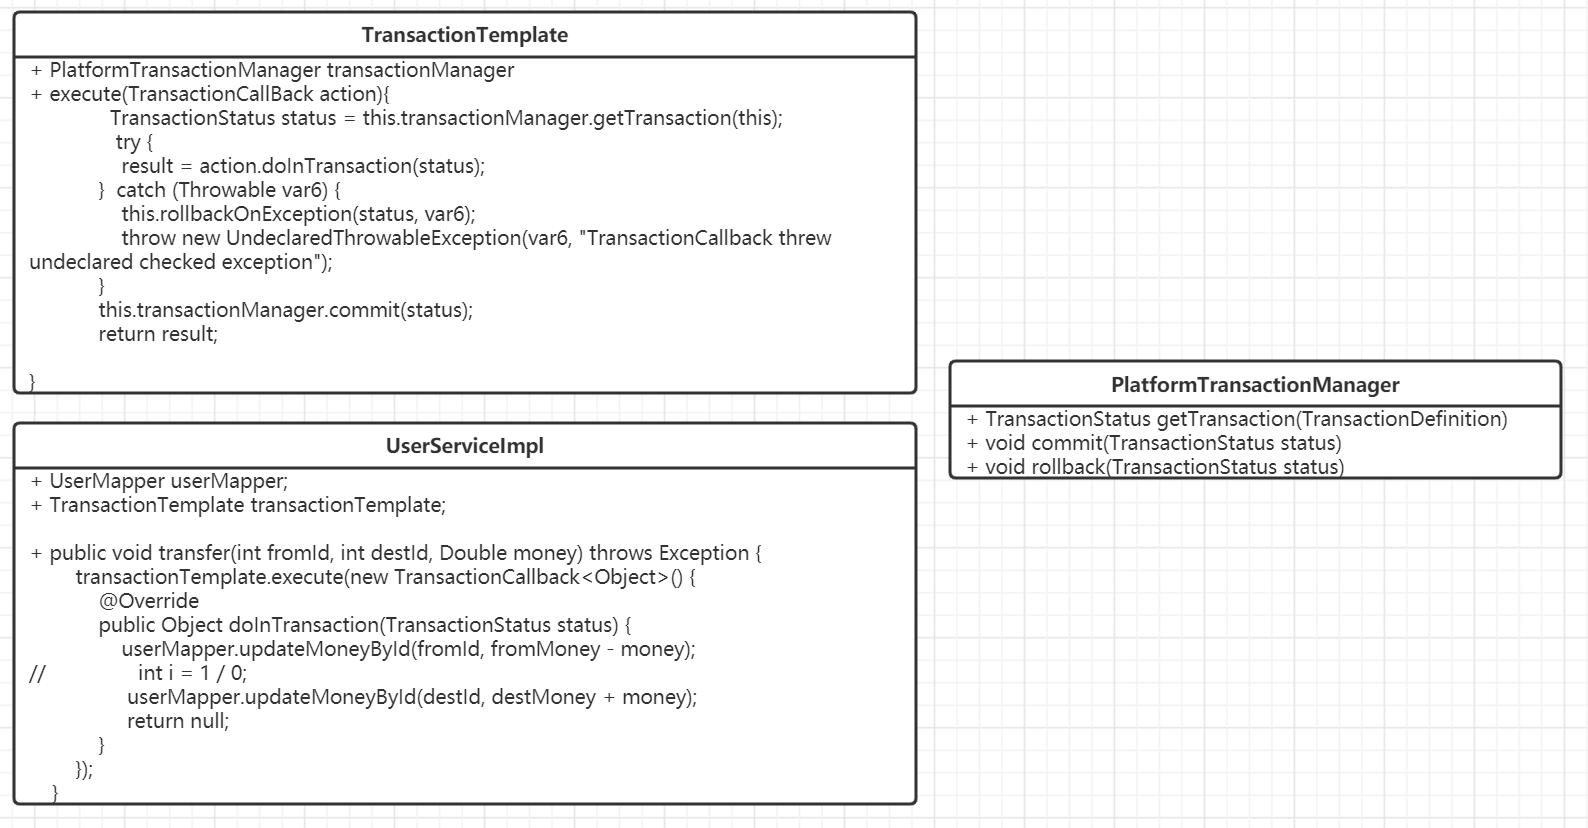 TransactionTemplate
+ PlatformTransactionManager transactionManager
+ execute(TransactionCallBack action){
TransactionStatus status = this.transactionManager.getTransaction(this);
try {
result = action.doInTransaction(status);
} catch (Throwable var6) {
this.rollbackOnException(status, var6);
throw new UndeclaredThrowableException(var6, "TransactionCallback threw
undeclared checked exception");
}
this.transactionManager.commit(status);
return result;
}
UserServiceImpl
+ UserMapper userMapper;
+ TransactionTemplate transactionTemplate;
+ public void transfer(int fromId, int destId, Double money) throws Exception {
transactionTemplate.execute(new TransactionCallback<Object>() {
@Override
public Object doInTransaction(TransactionStatus status) {
userMapper.updateMoneyById(fromId, fromMoney - money);
// int i = 1 / 0;
userMapper.updateMoneyById(destId, destMoney + money);
return null;
}
});
}
PlatformTransactionManager
+ TransactionStatus getTransaction(TransactionDefinition)
+ void commit(TransactionStatus status)
+ void rollback(TransactionStatus status)